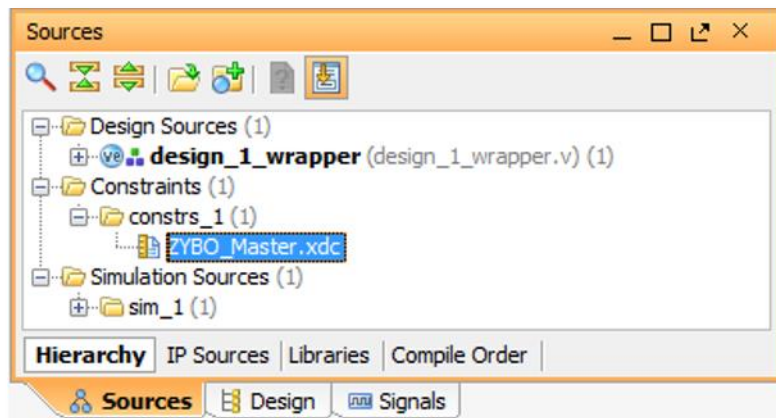 Sources
Design Sources (1)
design_1_wrapper (design_1_wrapper.v) (1)
Constraints (1)
constrs_1 (1)
ZYBO_Master.xdc
Simulation Sources (1)
sim_1 (1)
Hierarchy IP Sources Libraries Compile Order
Sources Design Signals